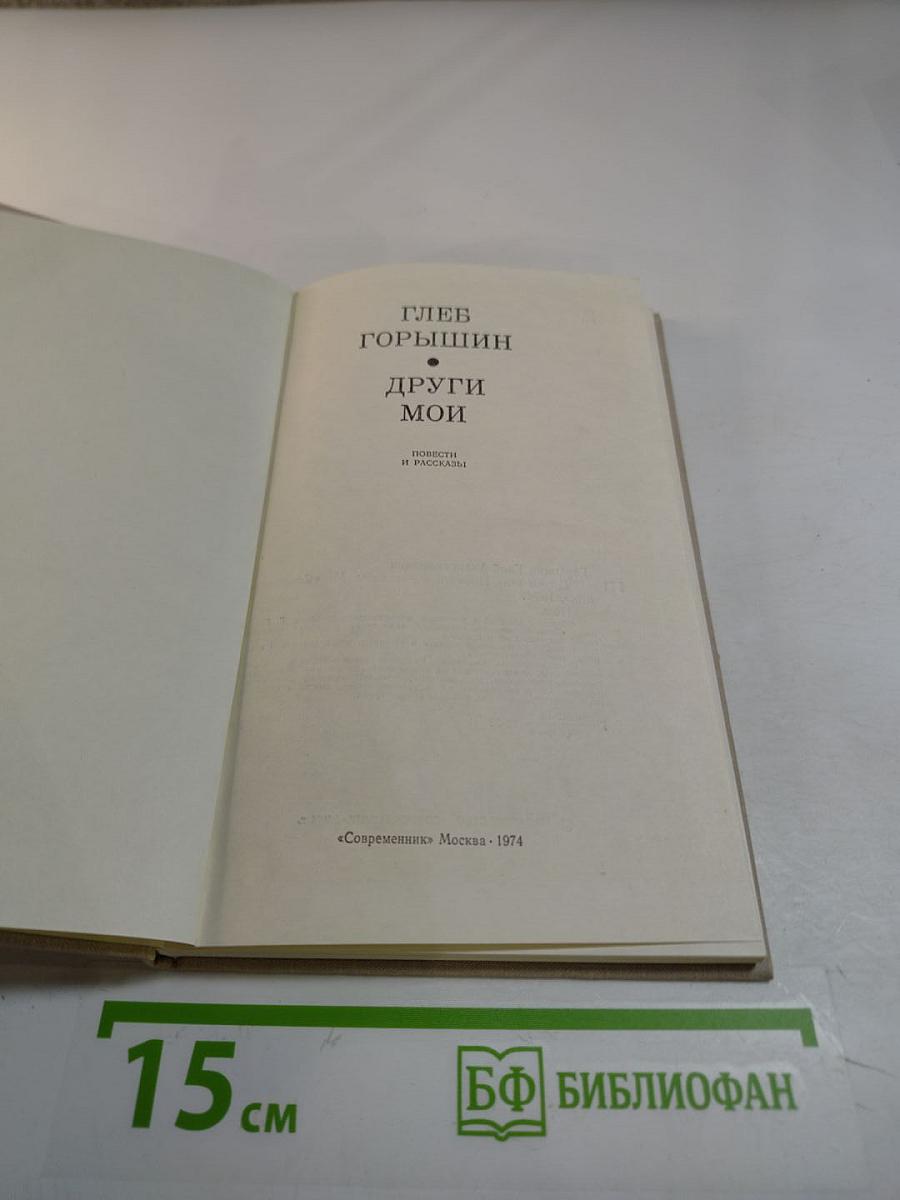 ГЛЕБ
ГОРЫШИН
•
ДРУГИ
МОИ
ПОВЕСТИ
И РАССКАЗЫ
«Современник» Москва · 1974
15 см
БФ БИБЛИОФАН